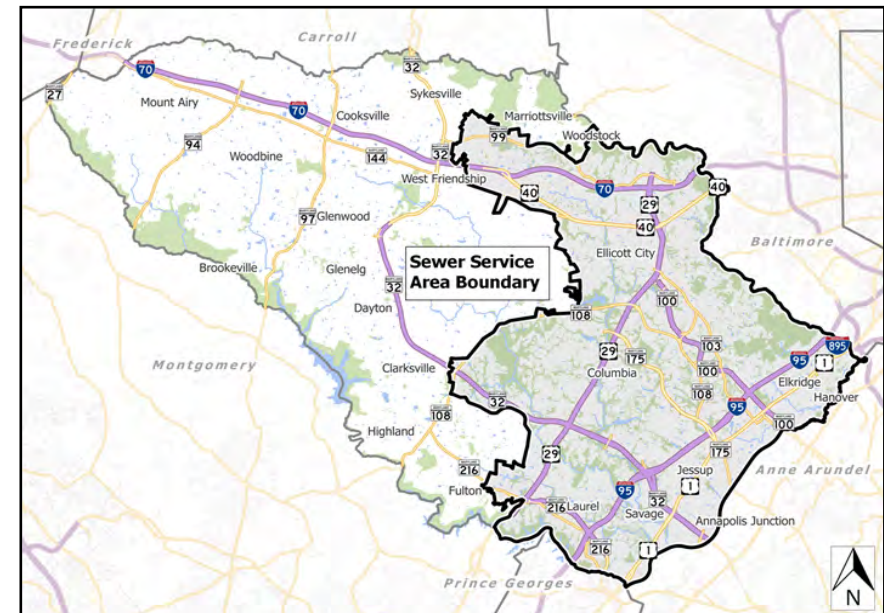 Frederick
Carroll
70
32
27
Mount Airy
Sykesville
70
Cooksville
Marriottsville
99
Woodstock
94
Woodbine
144
32
West Friendship
40
70
40
29
97
Glenwood
40
Baltimore
Ellicott City
Brookeville
Glenelg
Sewer Service
Area Boundary
32
100
Dayton
108
103
895
Montgomery
29
175
95
1
Clarksville
Columbia
100
Elkridge
32
108
95
Hanover
108
100
Highland
29
175
216
Jessup
Anne Arundel
Fulton
95
32
1
216
Laurel
Savage
Annapolis Junction
216
1
Prince Georges
N